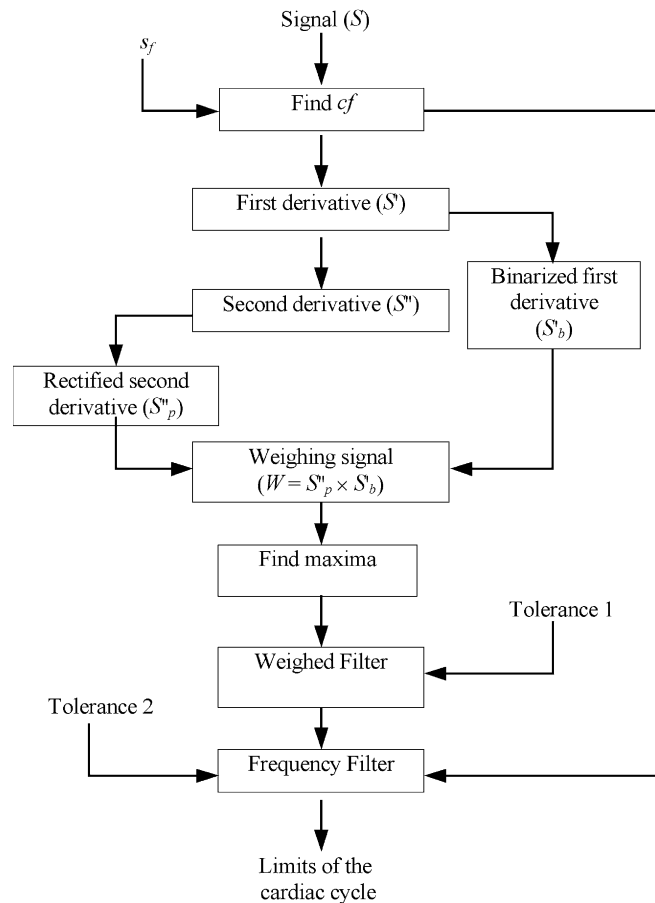 Signal (S)
s_f
Find cf
First derivative (S')
Binarized first
derivative
(S'_b)
Second derivative (S")
Rectified second
derivative (S"_p)
Weighing signal
(W = S"_p × S'_b)
Find maxima
Tolerance 1
Weighed Filter
Tolerance 2
Frequency Filter
Limits of the
cardiac cycle